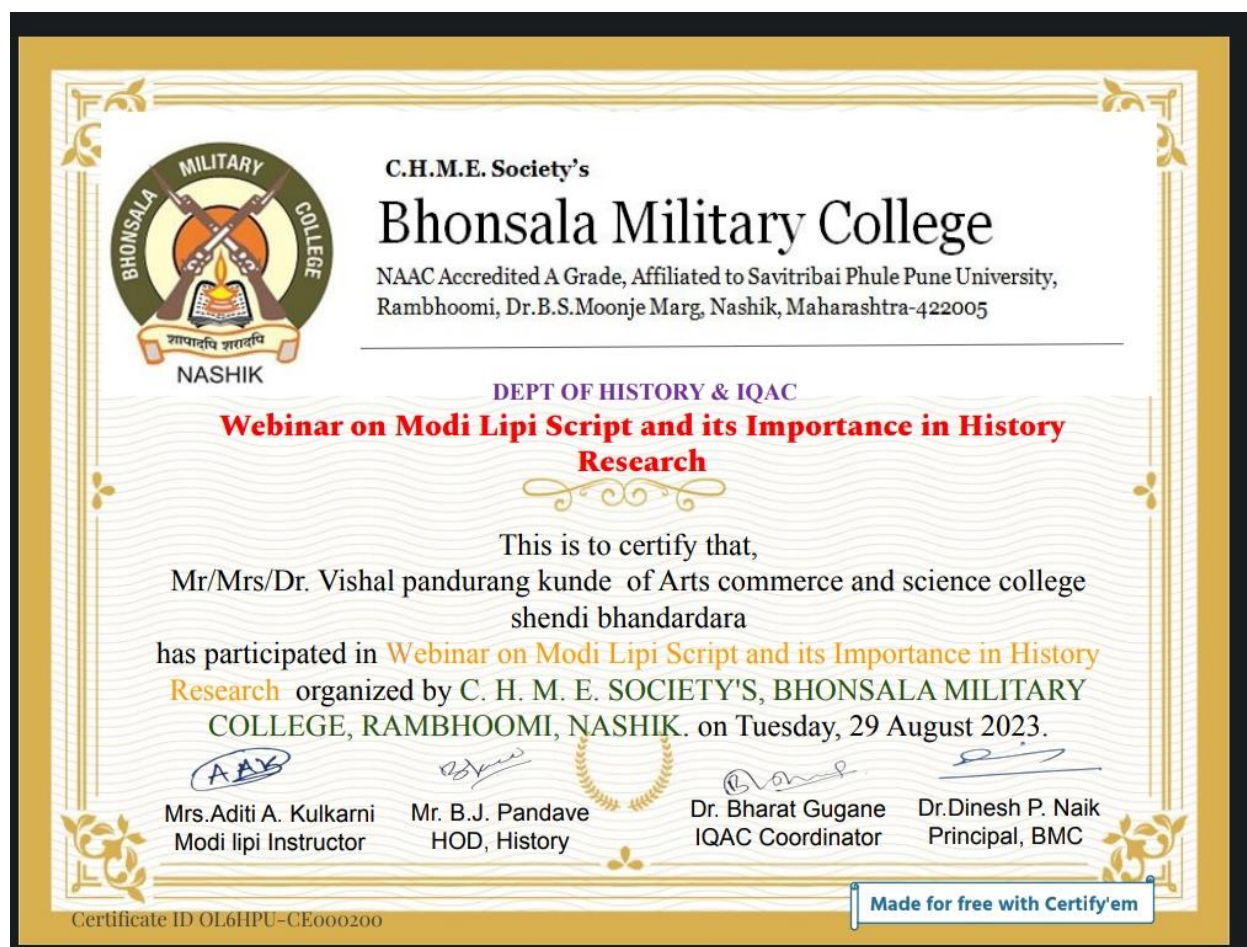 BHONSALA MILITARY COLLEGE
शापादपि शरादपि
NASHIK
C.H.M.E. Society's
Bhonsala Military College
NAAC Accredited A Grade, Affiliated to Savitribai Phule Pune University,
Rambhoomi, Dr.B.S.Moonje Marg, Nashik, Maharashtra-422005
DEPT OF HISTORY & IQAC
Webinar on Modi Lipi Script and its Importance in History
Research
This is to certify that,
Mr/Mrs/Dr. Vishal pandurang kunde of Arts commerce and science college
shendi bhandardara
has participated in Webinar on Modi Lipi Script and its Importance in History
Research organized by C. H. M. E. SOCIETY'S, BHONSALA MILITARY
COLLEGE, RAMBHOOMI, NASHIK. on Tuesday, 29 August 2023.
AAK
Mrs.Aditi A. Kulkarni
Modi lipi Instructor
Mr. B.J. Pandave
HOD, History
Dr. Bharat Gugane
IQAC Coordinator
Dr.Dinesh P. Naik
Principal, BMC
Certificate ID OL6HPU-CE000200
Made for free with Certify'em